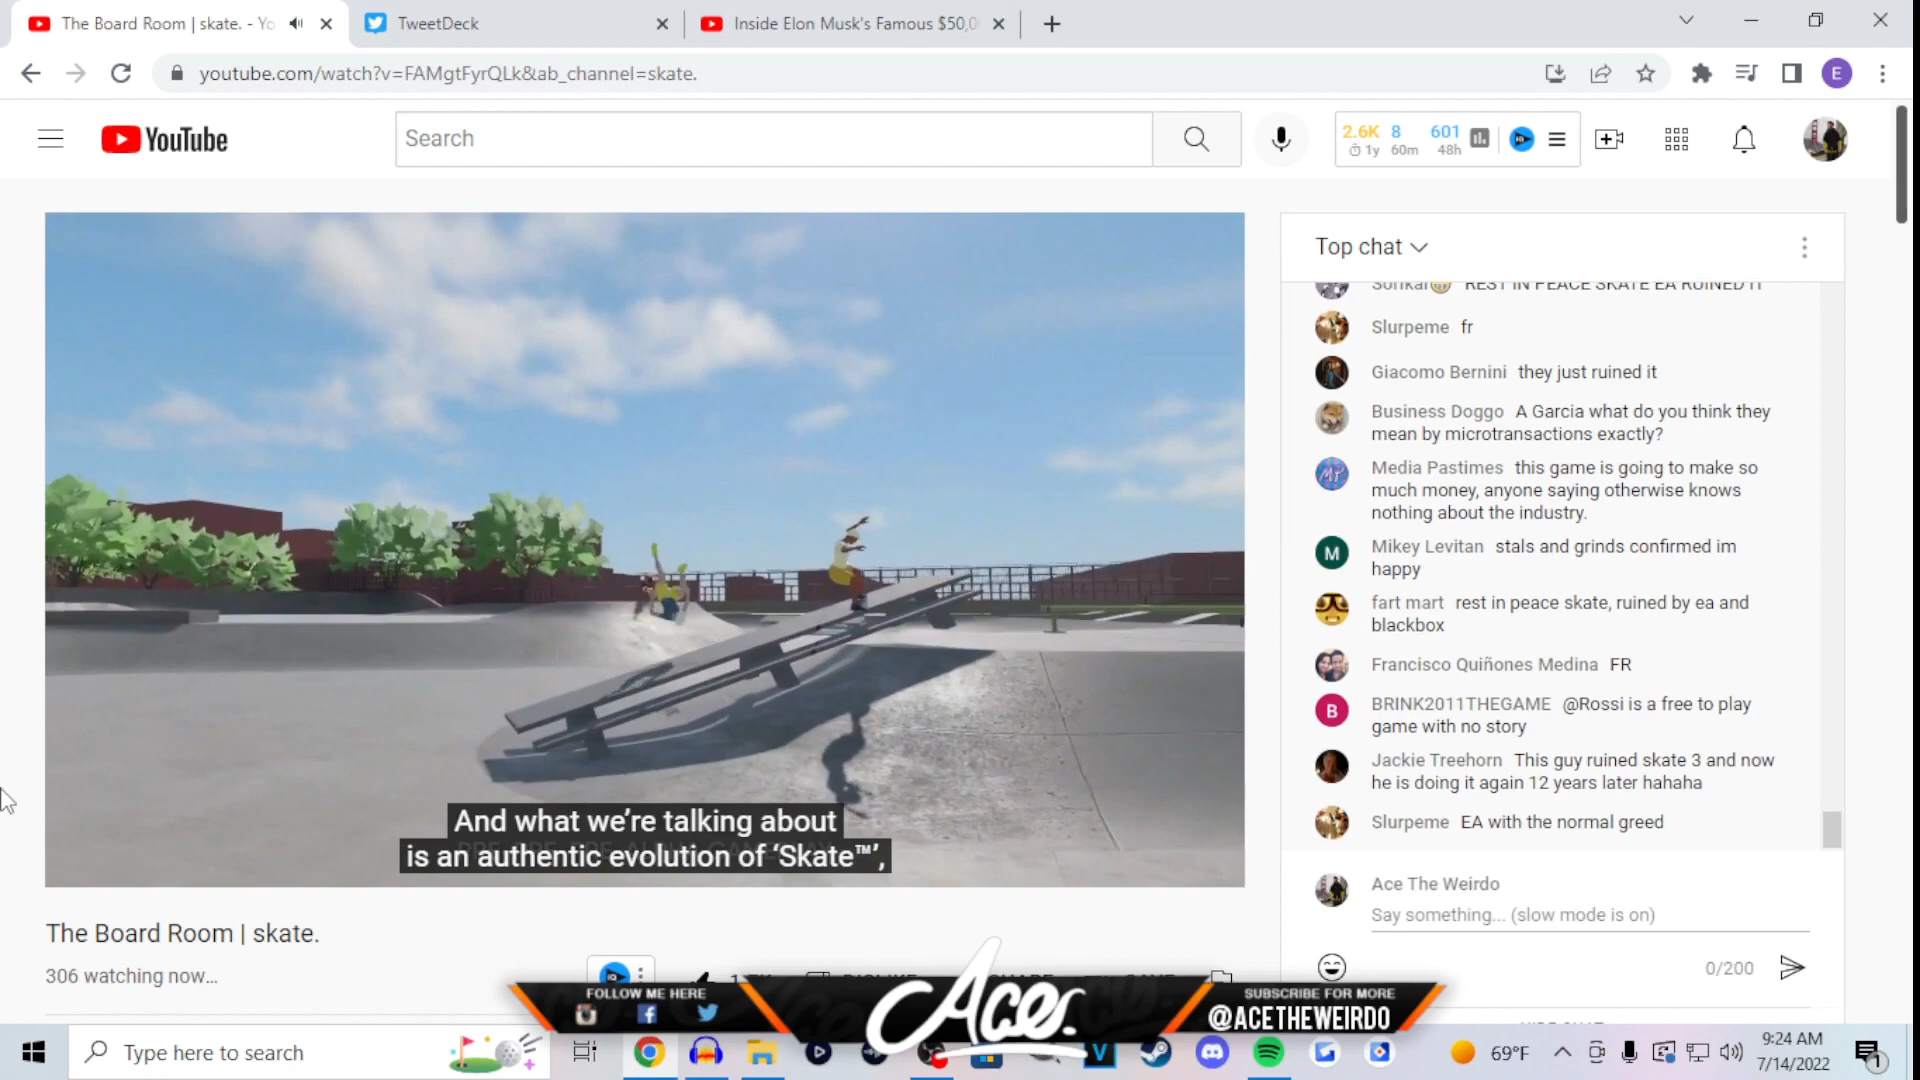 The Board Room | skate. - Yo
TweetDeck
Inside Elon Musk's Famous $50,0
youtube.com/watch?v=FAMgtFyrQLk&ab_channel=skate.
E
YouTube
Search
2.6K 8 601
1y 60m 48h
Top chat
Sorikai REST IN PEACE SKATE EA RUINED IT
Slurpeme fr
Giacomo Bernini they just ruined it
Business Doggo A Garcia what do you think they
mean by microtransactions exactly?
Media Pastimes this game is going to make so
much money, anyone saying otherwise knows
nothing about the industry.
M
Mikey Levitan stals and grinds confirmed im
happy
fart mart rest in peace skate, ruined by ea and
blackbox
Francisco Quiñones Medina FR
B
BRINK2011THEGAME @Rossi is a free to play
game with no story
Jackie Treehorn This guy ruined skate 3 and now
he is doing it again 12 years later hahaha
Slurpeme EA with the normal greed
Ace The Weirdo
Say something... (slow mode is on)
0/200
And what we're talking about
is an authentic evolution of 'Skate™',
The Board Room | skate.
306 watching now...
FOLLOW ME HERE
Ace.
SUBSCRIBE FOR MORE
@ACETHEWEIRDO
Type here to search
69°F
9:24 AM
7/14/2022
1